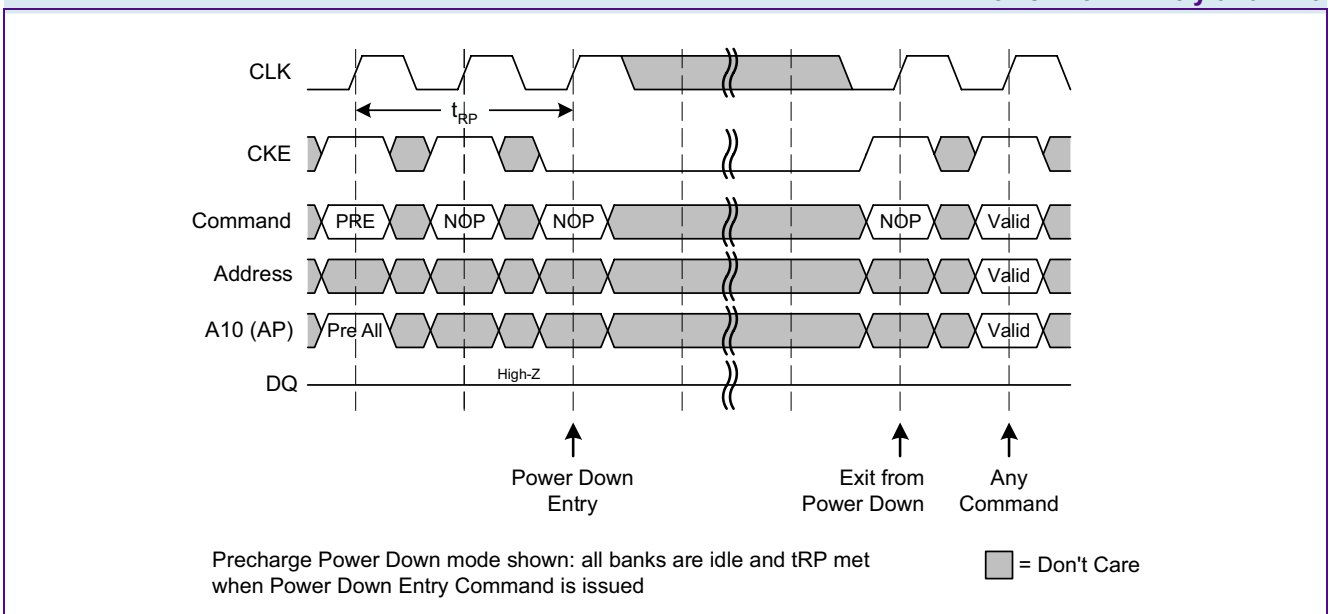 CLK
tRP
CKE
Command PRE NOP NOP NOP Valid
Address Valid
A10 (AP) Pre All Valid
DQ High-Z
Power Down Entry
Exit from Power Down
Any Command
Precharge Power Down mode shown: all banks are idle and tRP met
when Power Down Entry Command is issued
= Don't Care